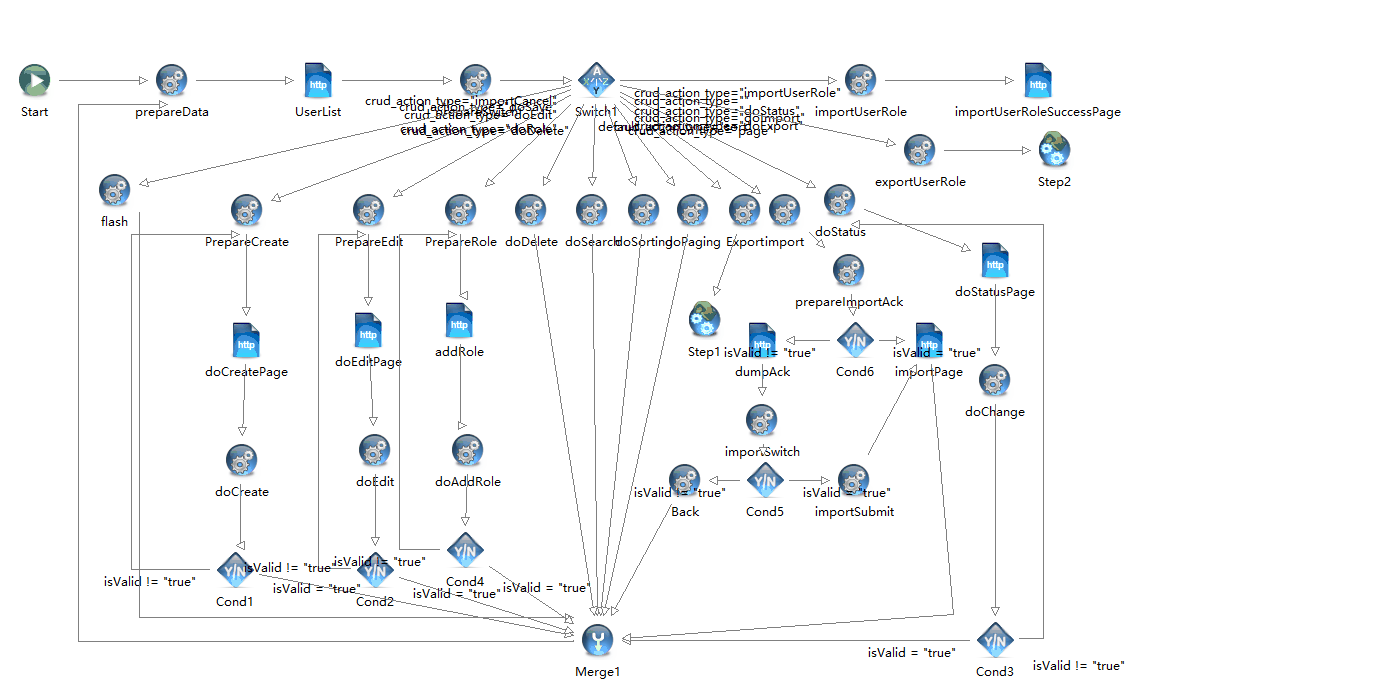 Start
prepareData
UserList
Switch1
importUserRole
importUserRoleSuccessPage
crud_action_type="importCancel"
crud_action_type="doSave"
crud_action_type="doEdit"
crud_action_type="doRole"
crud_action_type="doDelete"
crud_action_type="importUserRole"
crud_action_type="
crud_action_type="doStatus"
crud_action_type="doImport"
crud_action_type="doExport"
crud_action_type="page"
exportUserRole
Step2
flash
PrepareCreate
PrepareEdit
PrepareRole
doDelete
doSearch
doSorting
doPaging
Export
import
doStatus
doStatusPage
prepareImportAck
doCreatePage
doEditPage
addRole
Step1
isValid != "true"
isValid = "true"
dumpAck
Cond6
importPage
doChange
importSwitch
doCreate
doEdit
doAddRole
isValid != "true"
isValid = "true"
Back
Cond5
importSubmit
isValid != "true"
isValid != "true"
isValid != "true"
Cond1
isValid = "true"
Cond2
isValid = "true"
Cond4
isValid = "true"
Merge1
isValid = "true"
Cond3
isValid != "true"